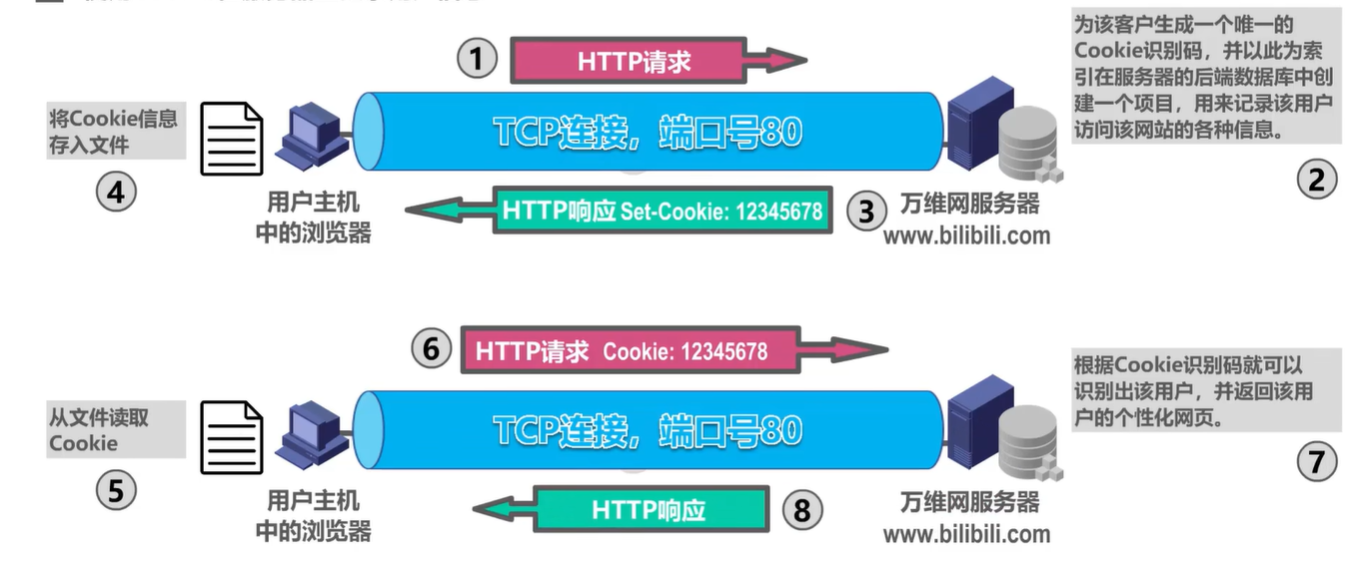 ①
HTTP请求
为该客户生成一个唯一的
Cookie识别码，并以此为索
引在服务器的后端数据库中创
建一个项目，用来记录该用户
访问该网站的各种信息。
②
TCP连接，端口号80
将Cookie信息
存入文件
④
用户主机
中的浏览器
HTTP响应 Set-Cookie: 12345678
③
万维网服务器
www.bilibili.com
⑥
HTTP请求 Cookie: 12345678
根据Cookie识别码就可以
识别出该用户，并返回该用
户的个性化网页。
⑦
TCP连接，端口号80
从文件读取
Cookie
⑤
用户主机
中的浏览器
HTTP响应
⑧
万维网服务器
www.bilibili.com